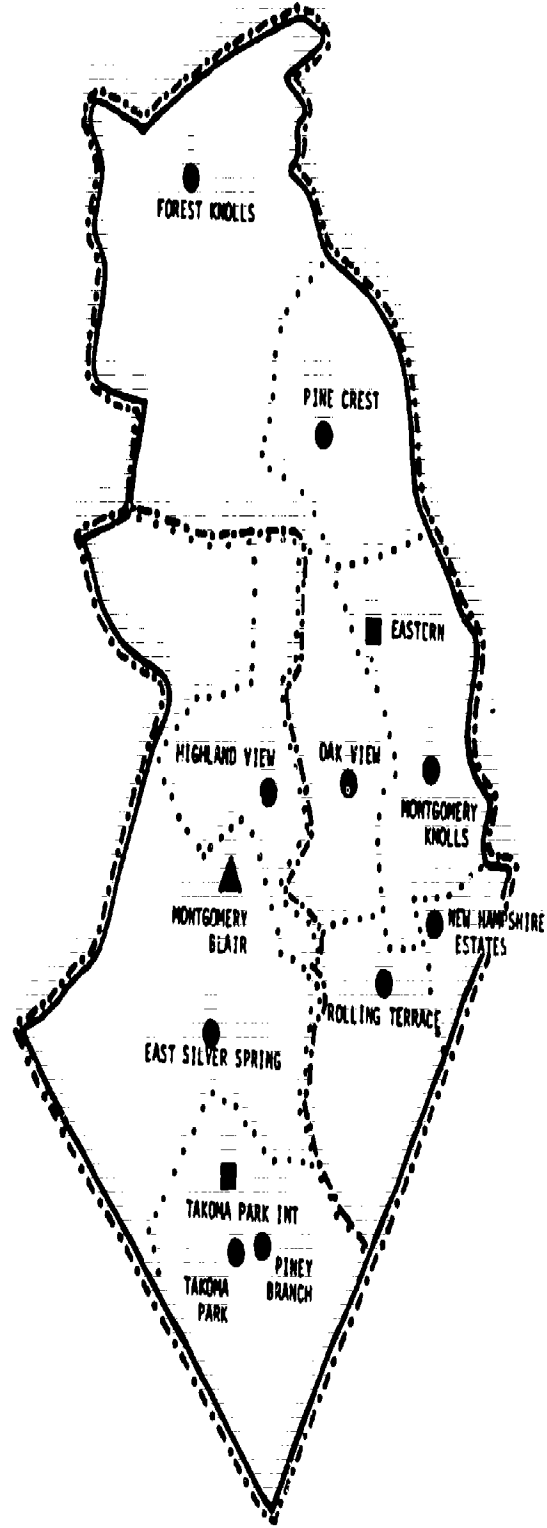 FOREST KNOLLS
PINE CREST
EASTERN
HIGHLAND VIEW
OAK VIEW
MONTGOMERY
KNOLLS
MONTGOMERY
BLAIR
NEW HAMPSHIRE
ESTATES
ROLLING TERRACE
EAST SILVER SPRING
TAKOMA PARK INT
PINEY
BRANCH
TAKOMA
PARK